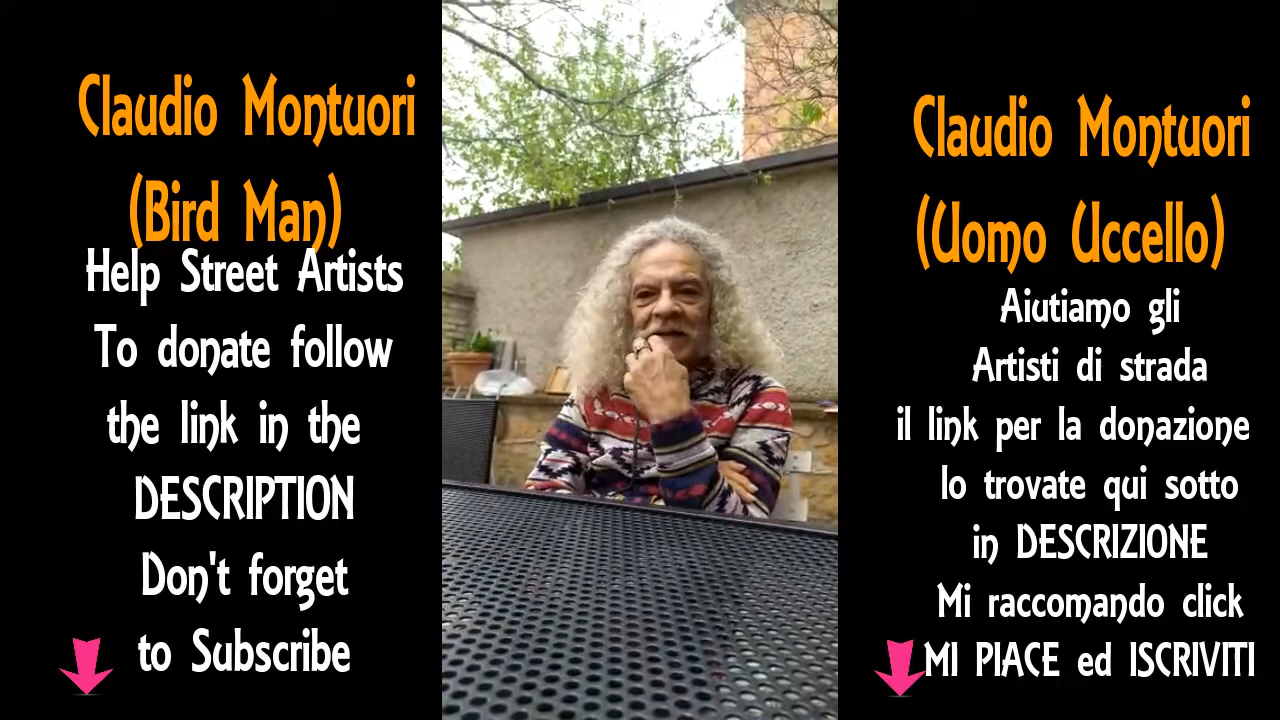 Claudio Montuori
(Bird Man)
Help Street Artists
To donate follow
the link in the
DESCRIPTION
Don't forget
to Subscribe
Claudio Montuori
(Uomo Uccello)
Aiutiamo gli
Artisti di strada
il link per la donazione
lo trovate qui sotto
in DESCRIZIONE
Mi raccomando click
MI PIACE ed ISCRIVITI